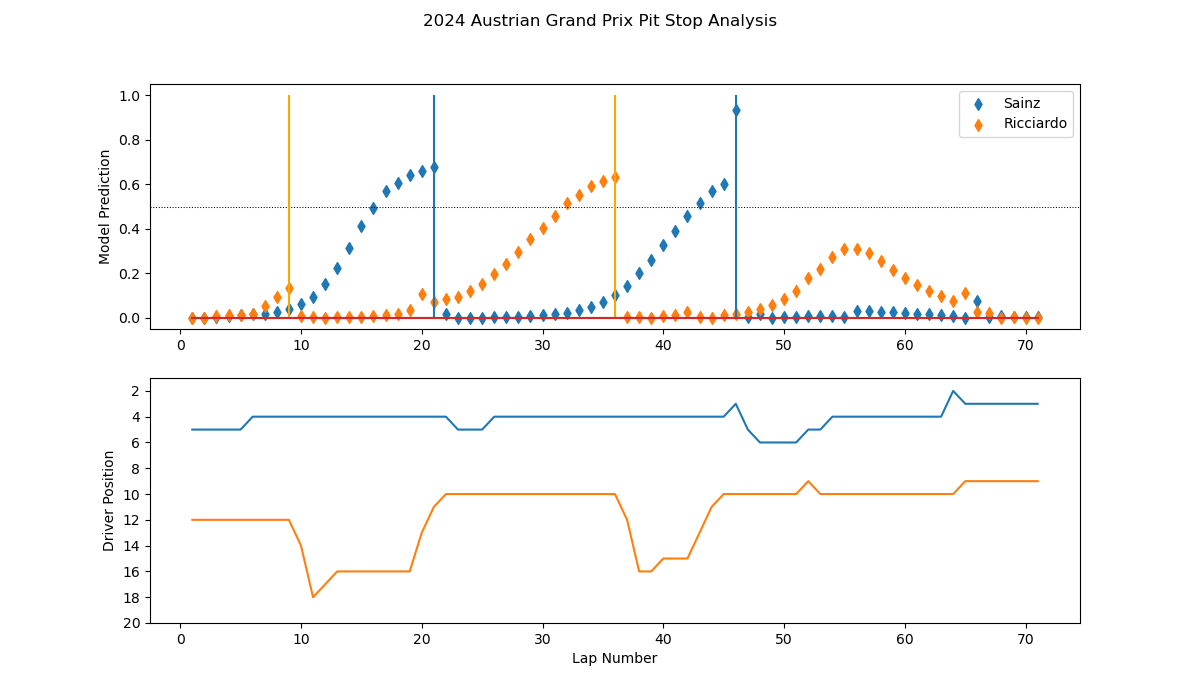 2024 Austrian Grand Prix Pit Stop Analysis
1.0
0.8
0.6
0.4
0.2
0.0
Model Prediction
Sainz
Ricciardo
0 10 20 30 40 50 60 70
2
4
6
8
10
12
14
16
18
20
Driver Position
0 10 20 30 40 50 60 70
Lap Number